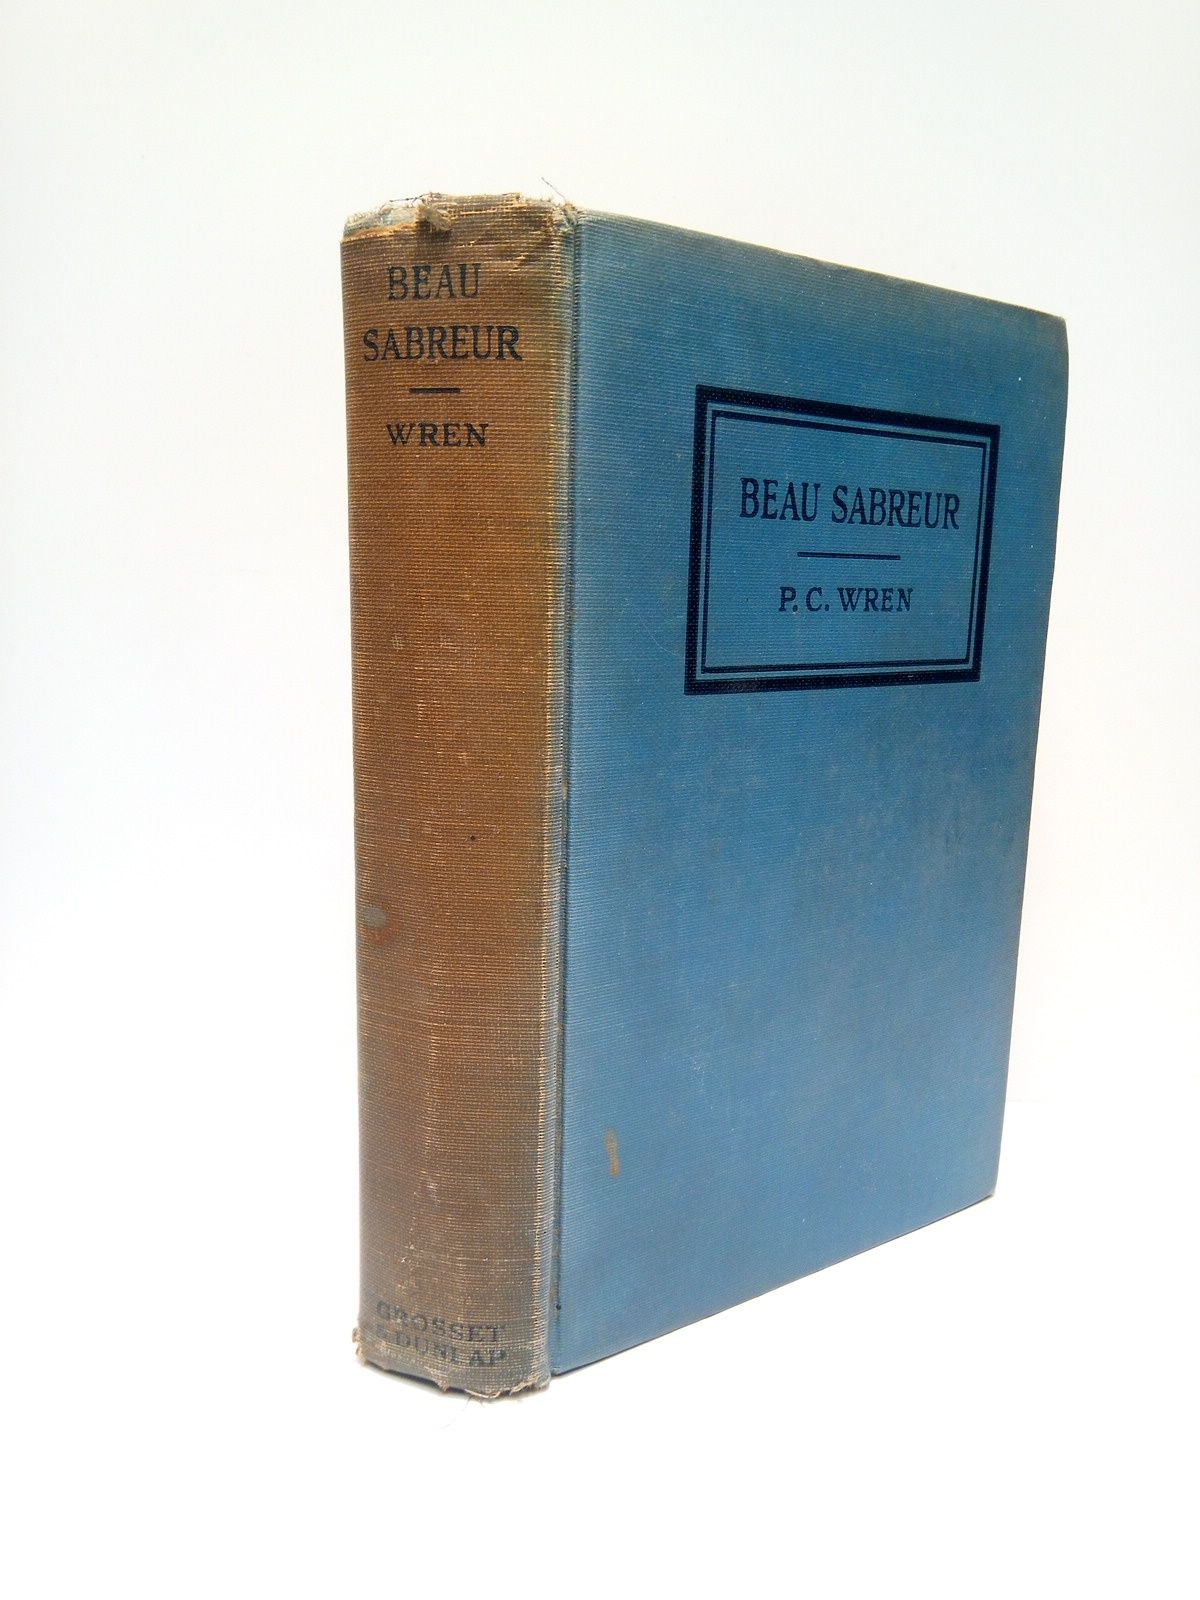 BEAU
SABREUR
WREN
GROSSET
& DUNLAP
BEAU SABREUR
P. C. WREN